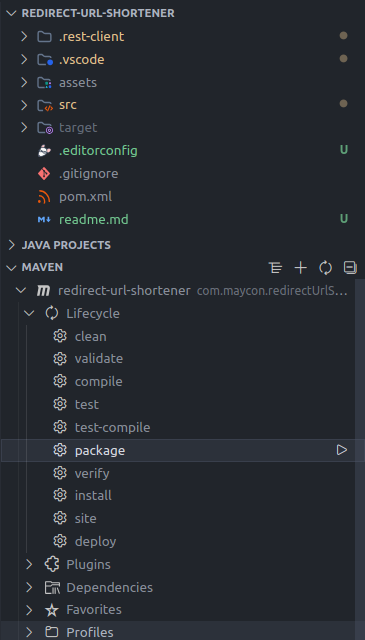 REDIRECT-URL-SHORTENER
.rest-client
.vscode
assets
src
target
.editorconfig U
.gitignore
pom.xml
readme.md U
JAVA PROJECTS
MAVEN
redirect-url-shortener com.maycon.redirectUrlS...
Lifecycle
clean
validate
compile
test
test-compile
package
verify
install
site
deploy
Plugins
Dependencies
Favorites
Profiles